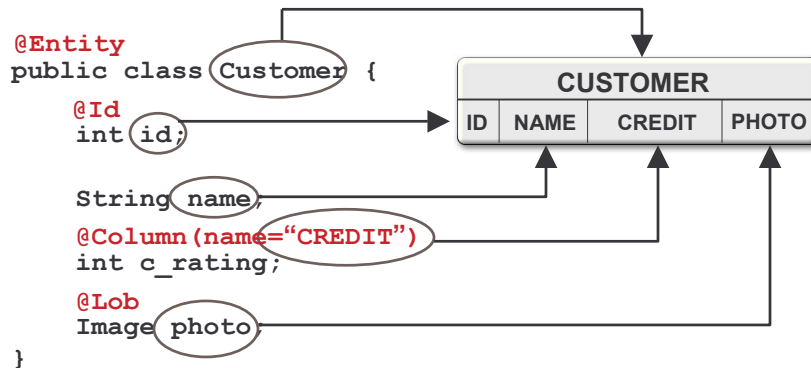 @Entity
public class Customer {
@Id
int id;
String name;
@Column(name=“CREDIT”)
int c_rating;
@Lob
Image photo;
}
CUSTOMER
ID NAME CREDIT PHOTO